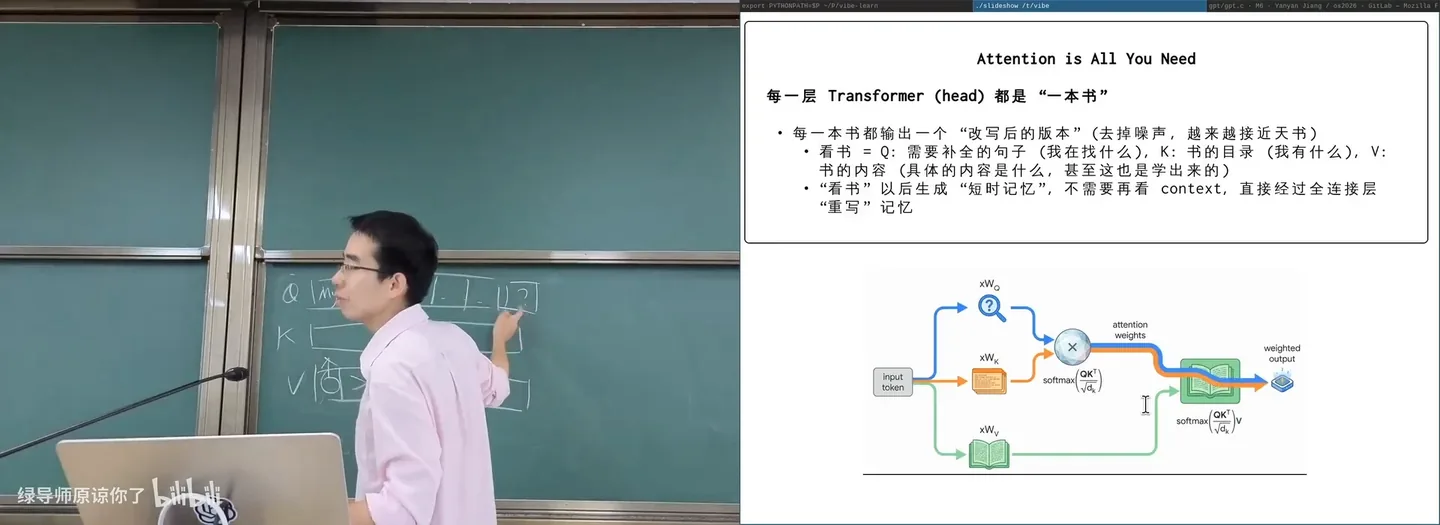 export PYTHONPATH=$P ~/P/vibe-learn
./slideshow /t/vibe
gpt/gpt.c · M6 · Yanyan Jiang / os2026 · GitLab — Mozilla F
Attention is All You Need
每一层 Transformer (head) 都是 “一本书”
• 每一本书都输出一个 “改写后的版本” (去掉噪声, 越来越接近天书)
• 看书 = Q: 需要补全的句子 (我在找什么), K: 书的目录 (我有什么), V:
书的内容 (具体的内容是什么, 甚至这也是学出来的)
• “看书” 以后生成 “短时记忆”, 不需要再看 context, 直接经过全连接层
“重写” 记忆
Q
?
K
V
input
token
xWQ
xWK
xWV
×
softmax(QKᵀ/√dk)
attention
weights
softmax(QKᵀ/√dk)V
weighted
output
绿导师原谅你了 bilibili